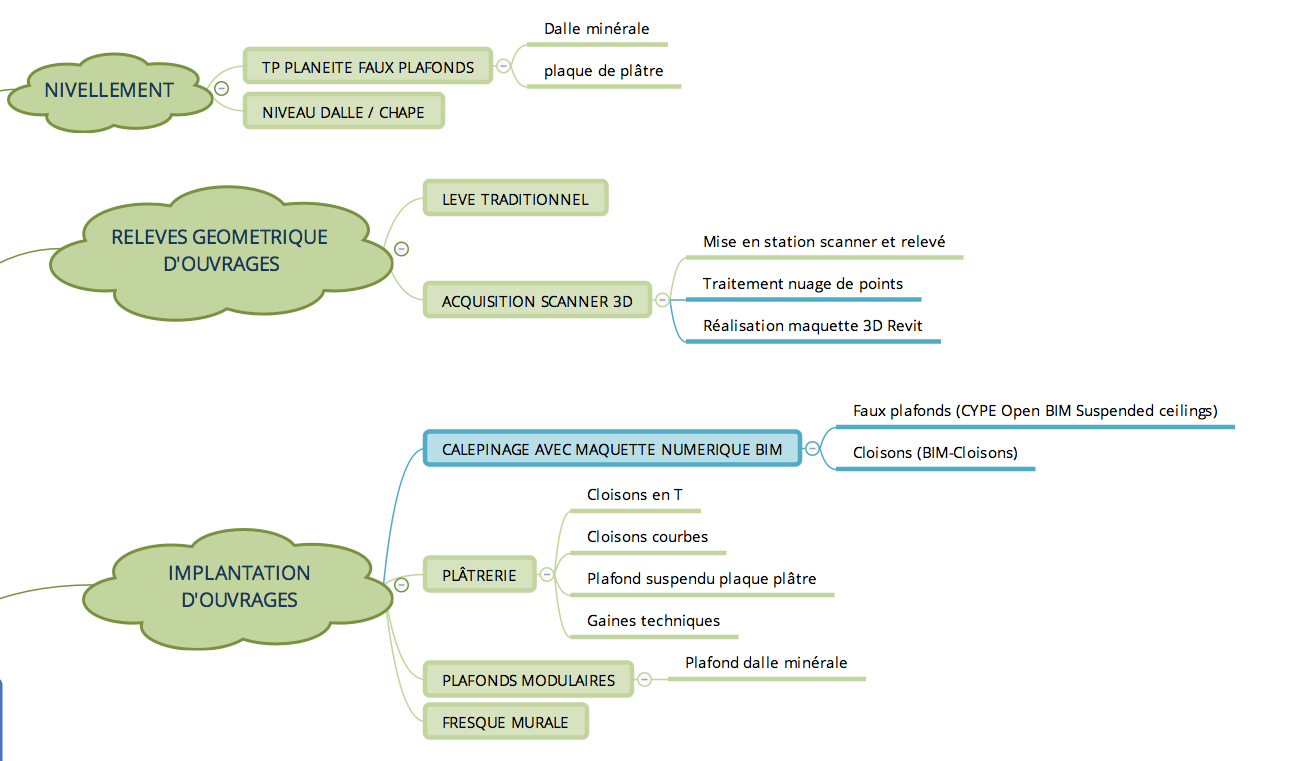 NIVELLEMENT
TP PLANEITE FAUX PLAFONDS
Dalle minérale
plaque de plâtre
NIVEAU DALLE / CHAPE
RELEVES GEOMETRIQUE
D'OUVRAGES
LEVE TRADITIONNEL
ACQUISITION SCANNER 3D
Mise en station scanner et relevé
Traitement nuage de points
Réalisation maquette 3D Revit
IMPLANTATION
D'OUVRAGES
CALEPINAGE AVEC MAQUETTE NUMERIQUE BIM
Faux plafonds (CYPE Open BIM Suspended ceilings)
Cloisons (BIM-Cloisons)
PLÂTRERIE
Cloisons en T
Cloisons courbes
Plafond suspendu plaque plâtre
Gaines techniques
PLAFONDS MODULAIRES
Plafond dalle minérale
FRESQUE MURALE